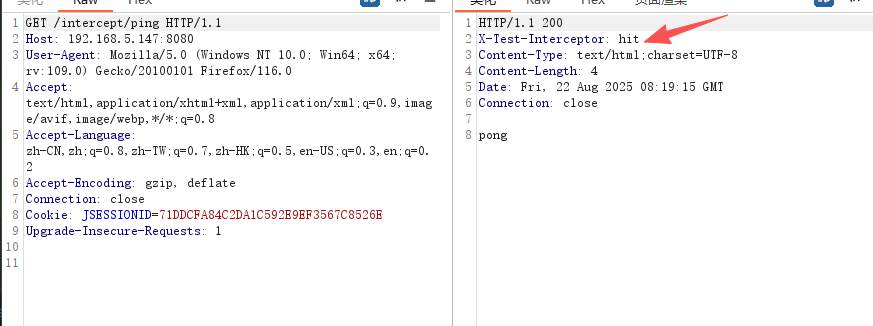 美化 Raw Hex
1 GET /intercept/ping HTTP/1.1
2 Host: 192.168.5.147:8080
3 User-Agent: Mozilla/5.0 (Windows NT 10.0; Win64; x64;
rv:109.0) Gecko/20100101 Firefox/116.0
4 Accept:
text/html,application/xhtml+xml,application/xml;q=0.9,imag
e/avif,image/webp,*/*;q=0.8
5 Accept-Language:
zh-CN,zh;q=0.8,zh-TW;q=0.7,zh-HK;q=0.5,en-US;q=0.3,en;q=0.
2
6 Accept-Encoding: gzip, deflate
7 Connection: close
8 Cookie: JSESSIONID=71DDCFA84C2DA1C592E9EF3567C8526E
9 Upgrade-Insecure-Requests: 1
10
11
美化 Raw Hex 页面渲染
1 HTTP/1.1 200
2 X-Test-Interceptor: hit
3 Content-Type: text/html;charset=UTF-8
4 Content-Length: 4
5 Date: Fri, 22 Aug 2025 08:19:15 GMT
6 Connection: close
7
8 pong